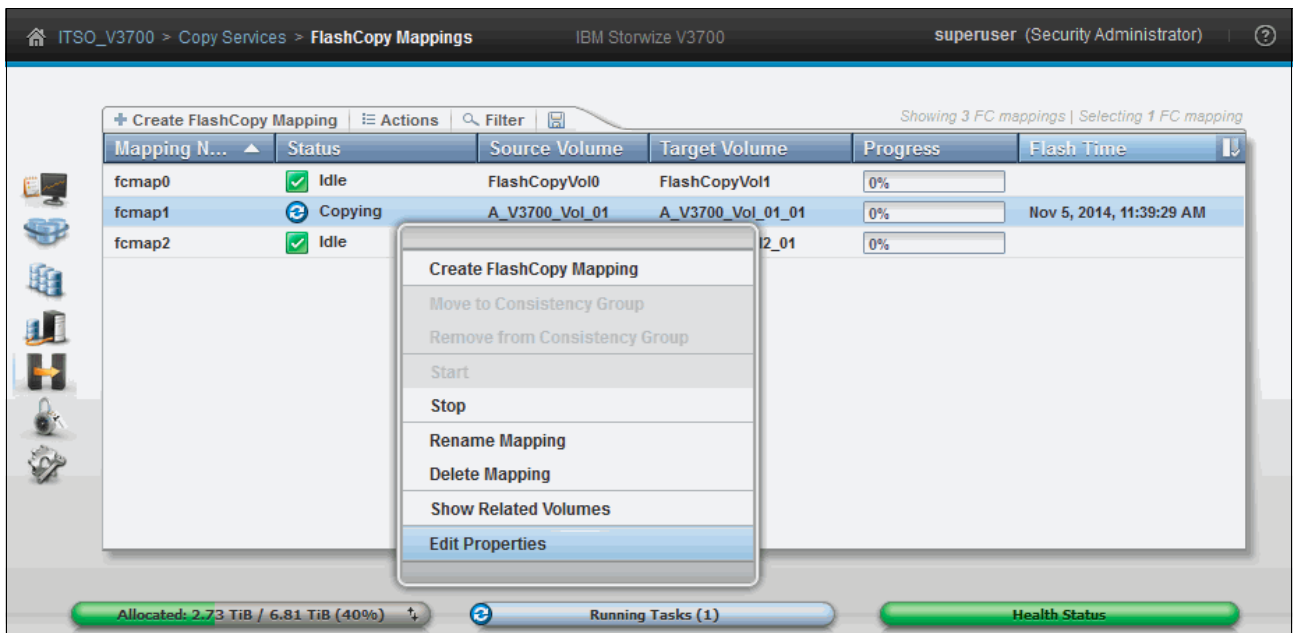 ITSO_V3700 > Copy Services > FlashCopy Mappings IBM Storwize V3700 superuser (Security Administrator) ?
+ Create FlashCopy Mapping Actions Filter Showing 3 FC mappings | Selecting 1 FC mapping
Mapping N... Status Source Volume Target Volume Progress Flash Time
fcmap0 Idle FlashCopyVol0 FlashCopyVol1 0%
fcmap1 Copying A_V3700_Vol_01 A_V3700_Vol_01_01 0% Nov 5, 2014, 11:39:29 AM
fcmap2 Idle l2_01 0%
Create FlashCopy Mapping
Move to Consistency Group
Remove from Consistency Group
Start
Stop
Rename Mapping
Delete Mapping
Show Related Volumes
Edit Properties
Allocated: 2.73 TiB / 6.81 TiB (40%) Running Tasks (1) Health Status